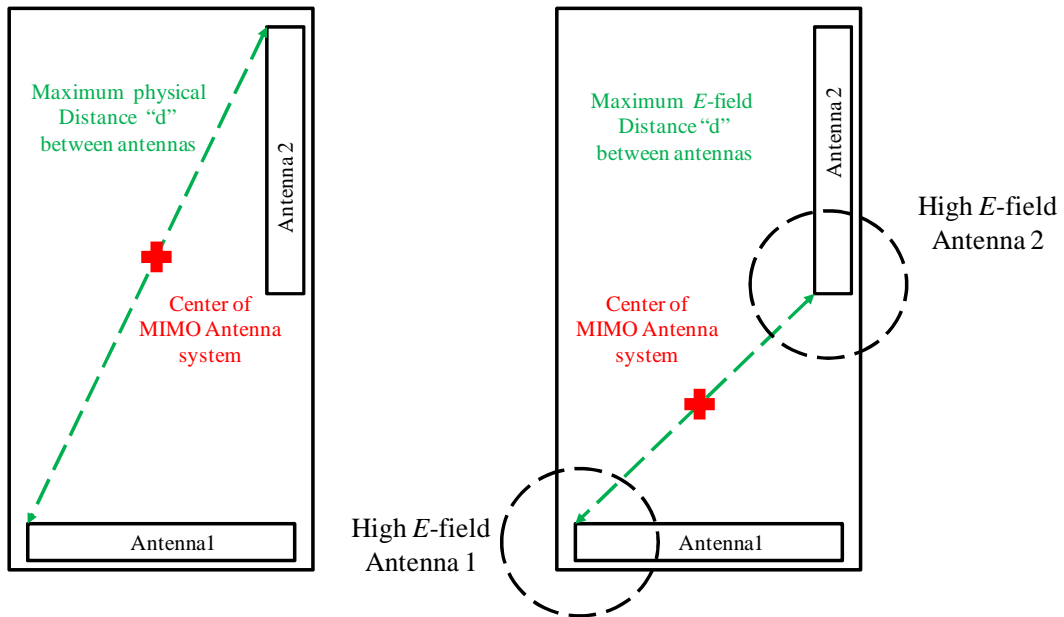 Maximum physical
Distance “d”
between antennas
Antenna 2
Center of
MIMO Antenna
system
Antenna1
Maximum E-field
Distance “d”
between antennas
Antenna 2
High E-field
Antenna 2
Center of
MIMO Antenna
system
High E-field
Antenna 1
Antenna1